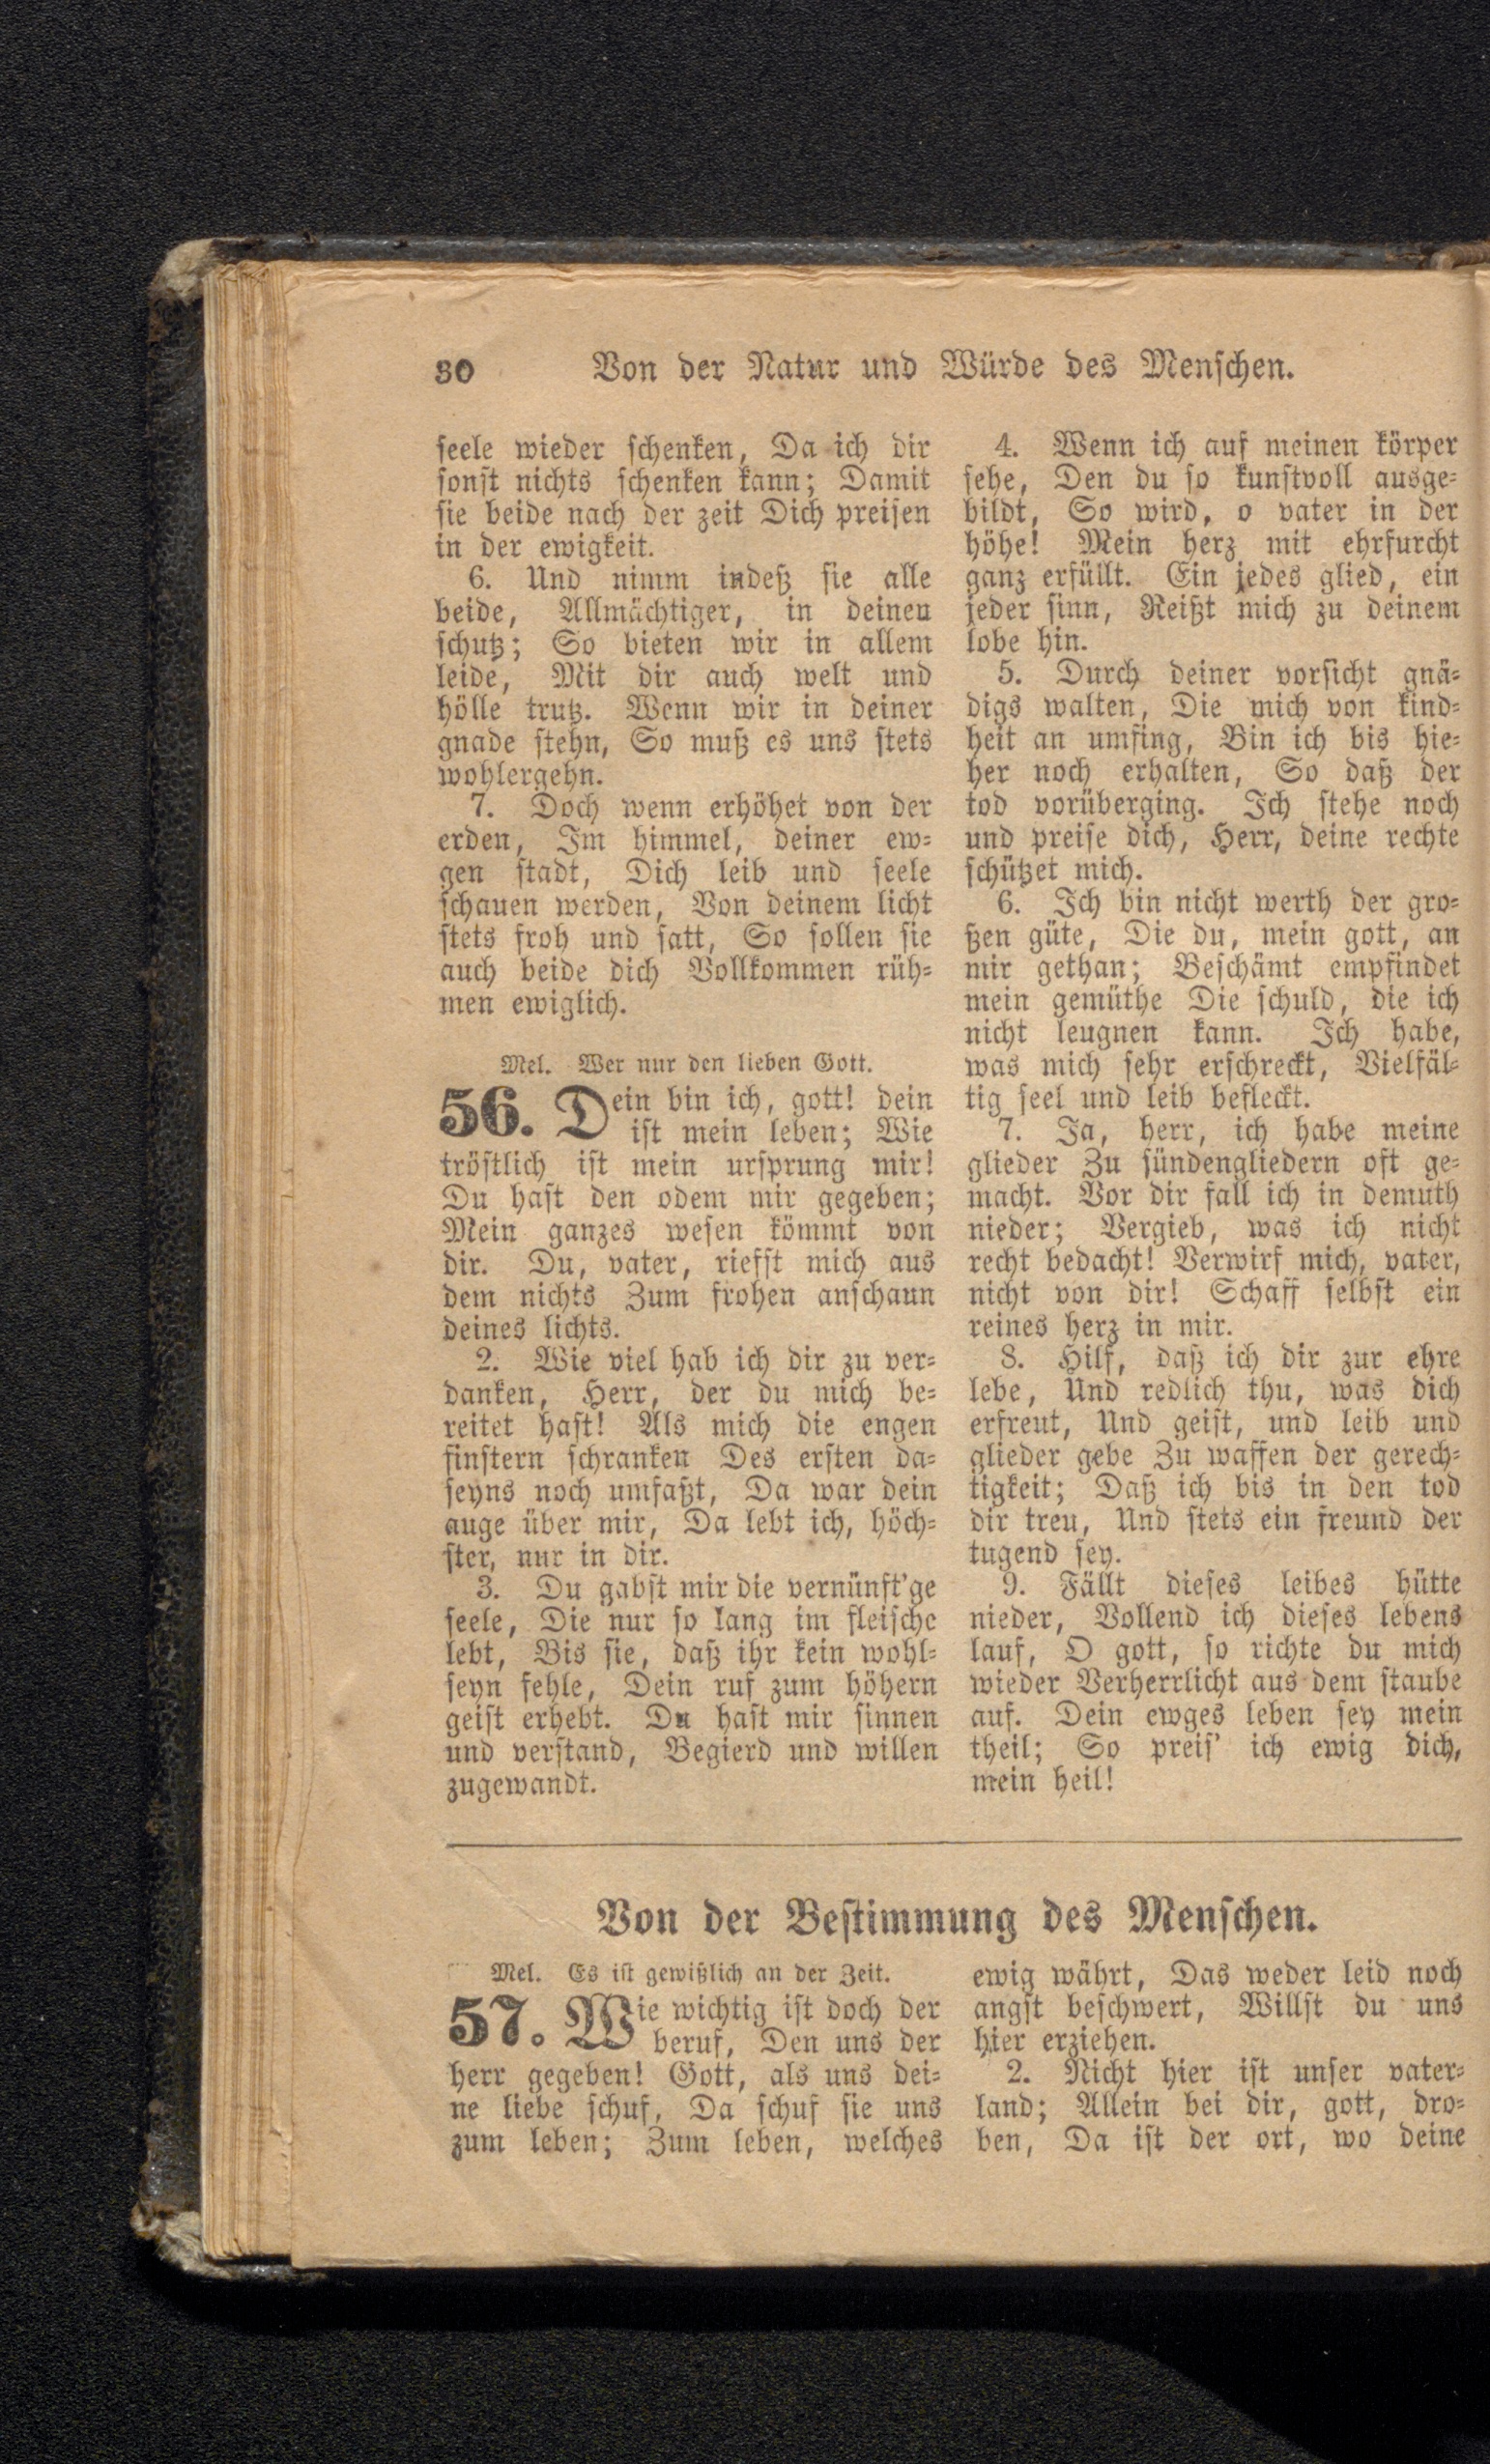 30 Von der Natur und Würde des Menschen.
seele wieder schenken, Da ich dir
sonst nichts schenken kann; Damit
sie beide nach der zeit Dich preisen
in der ewigkeit.
6. Und nimm indeß sie alle
beide, Allmächtiger, in deinen
schutz; So bieten wir in allem
leide, Mit dir auch welt und
hölle trutz. Wenn wir in deiner
gnade stehn, So muß es uns stets
wohlergehn.
7. Doch wenn erhöhet von der
erden, Im himmel, deiner ew-
gen stadt, Dich leib und seele
schauen werden, Von deinem licht
stets froh und satt, So sollen sie
auch beide dich Vollkommen rüh-
men ewiglich.
Mel. Wer nur den lieben Gott.
56. Dein bin ich, gott! dein
ist mein leben; Wie
tröstlich ist mein ursprung mir!
Du hast den odem mir gegeben;
Mein ganzes wesen kömmt von
dir. Du, vater, riefst mich aus
dem nichts Zum frohen anschaun
deines lichts.
2. Wie viel hab ich dir zu ver-
danken, Herr, der du mich be-
reitet hast! Als mich die engen
finstern schranken Des ersten da-
seyns noch umfaßt, Da war dein
auge über mir, Da lebt ich, höch-
ster, nur in dir.
3. Du gabst mir die vernünft'ge
seele, Die nur so lang im fleische
lebt, Bis sie, daß ihr kein wohl-
seyn fehle, Dein ruf zum höhern
geist erhebt. Du hast mir sinnen
und verstand, Begierd und willen
zugewandt.
4. Wenn ich auf meinen körper
sehe, Den du so kunstvoll ausge-
bildt, So wird, o vater in der
höhe! Mein herz mit ehrfurcht
ganz erfüllt. Ein jedes glied, ein
jeder sinn, Reißt mich zu deinem
lobe hin.
5. Durch deiner vorsicht gnä-
digs walten, Die mich von kind-
heit an umfing, Bin ich bis hie-
her noch erhalten, So daß der
tod vorüberging. Ich stehe noch
und preise dich, Herr, deine rechte
schützet mich.
6. Ich bin nicht werth der gro-
ßen güte, Die du, mein gott, an
mir gethan; Beschämt empfindet
mein gemüthe Die schuld, die ich
nicht leugnen kann. Ich habe,
was mich sehr erschreckt, Vielfäl-
tig seel und leib befleckt.
7. Ja, herr, ich habe meine
glieder Zu sündengliedern oft ge-
macht. Vor dir fall ich in demuth
nieder; Vergieb, was ich nicht
recht bedacht! Verwirf mich, vater,
nicht von dir! Schaff selbst ein
reines herz in mir.
8. Hilf, daß ich dir zur ehre
lebe, Und redlich thu, was dich
erfreut, Und geist, und leib und
glieder gebe Zu waffen der gerech-
tigkeit; Daß ich bis in den tod
dir treu, Und stets ein freund der
tugend sey.
9. Fällt dieses leibes hütte
nieder, Vollend ich dieses lebens
lauf, O gott, so richte du mich
wieder Verherrlicht aus dem staube
auf. Dein ewges leben sey mein
theil; So preis' ich ewig dich,
mein heil!
Von der Bestimmung des Menschen.
Mel. Es ist gewißlich an der Zeit.
57. Wie wichtig ist doch der
beruf, Den uns der
herr gegeben! Gott, als uns dei-
ne liebe schuf, Da schuf sie uns
zum leben; Zum leben, welches
ewig währt, Das weder leid noch
angst beschwert, Willst du uns
hier erziehen.
2. Nicht hier ist unser vater-
land; Allein bei dir, gott, dro-
ben, Da ist der ort, wo deine